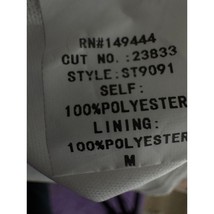 RN#149444
CUT NO.:23833
STYLE:ST9091
SELF:
100%POLYESTER
LINING:
100%POLYESTER
M